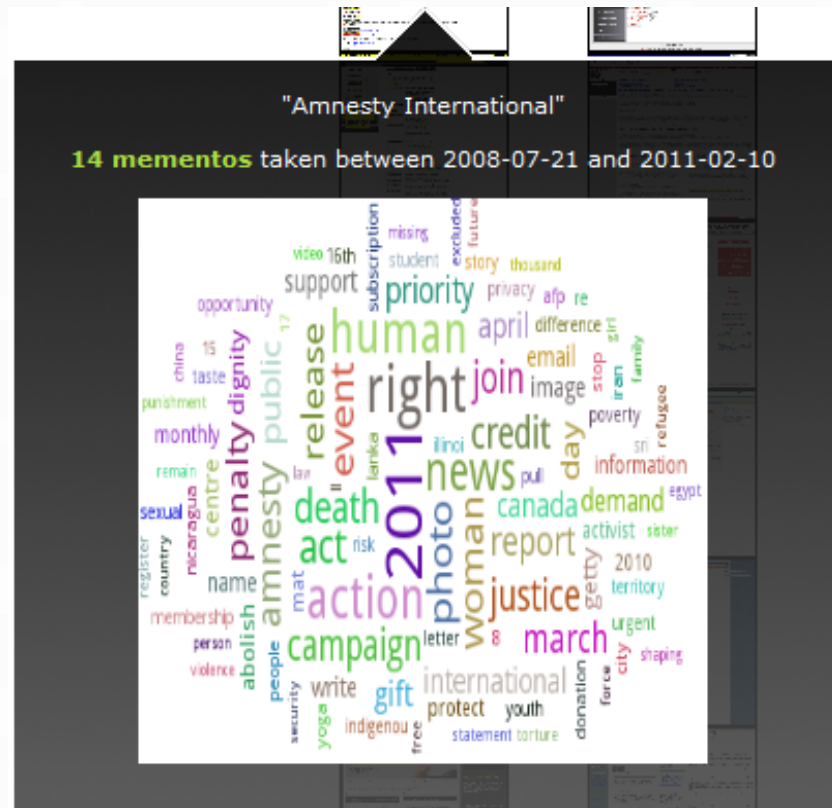 "Amnesty International"
14 mementos taken between 2008-07-21 and 2011-02-10
missing
subscription
excluded
future
video
16th
student
story
thousand
support
priority
privacy
afp
re
opportunity
17
human
april
difference
girl
china
15
dignity
public
release
event
right
join
email
image
stop
iran
family
taste
punishment
penalty
monthly
credit
day
poverty
sri
refugee
lanka
illinoi
2011
news
pull
information
remain
centre
amnesty
law
=
death
woman
canada
demand
egypt
sexual
nicaragua
act
risk
photo
report
activist
sister
register
country
name
mat
action
justice
getty
2010
territory
membership
abolish
campaign
letter
8
march
urgent
person
people
city
shaping
violence
security
write
gift
international
donation
force
yoga
indigenou
free
protect
youth
statement
torture